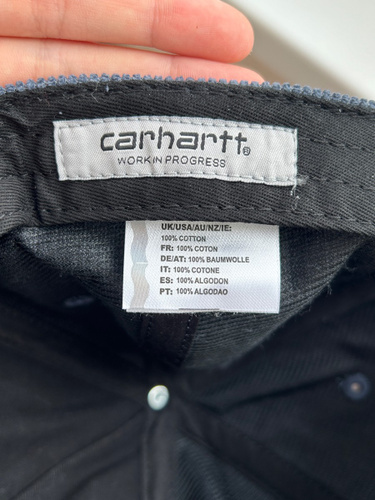 carhartt®
WORK IN PROGRESS
UK/USA/AU/NZ/IE:
100% COTTON
FR: 100% COTON
DE/AT: 100% BAUMWOLLE
IT: 100% COTONE
ES: 100% ALGODON
PT: 100% ALGODAO